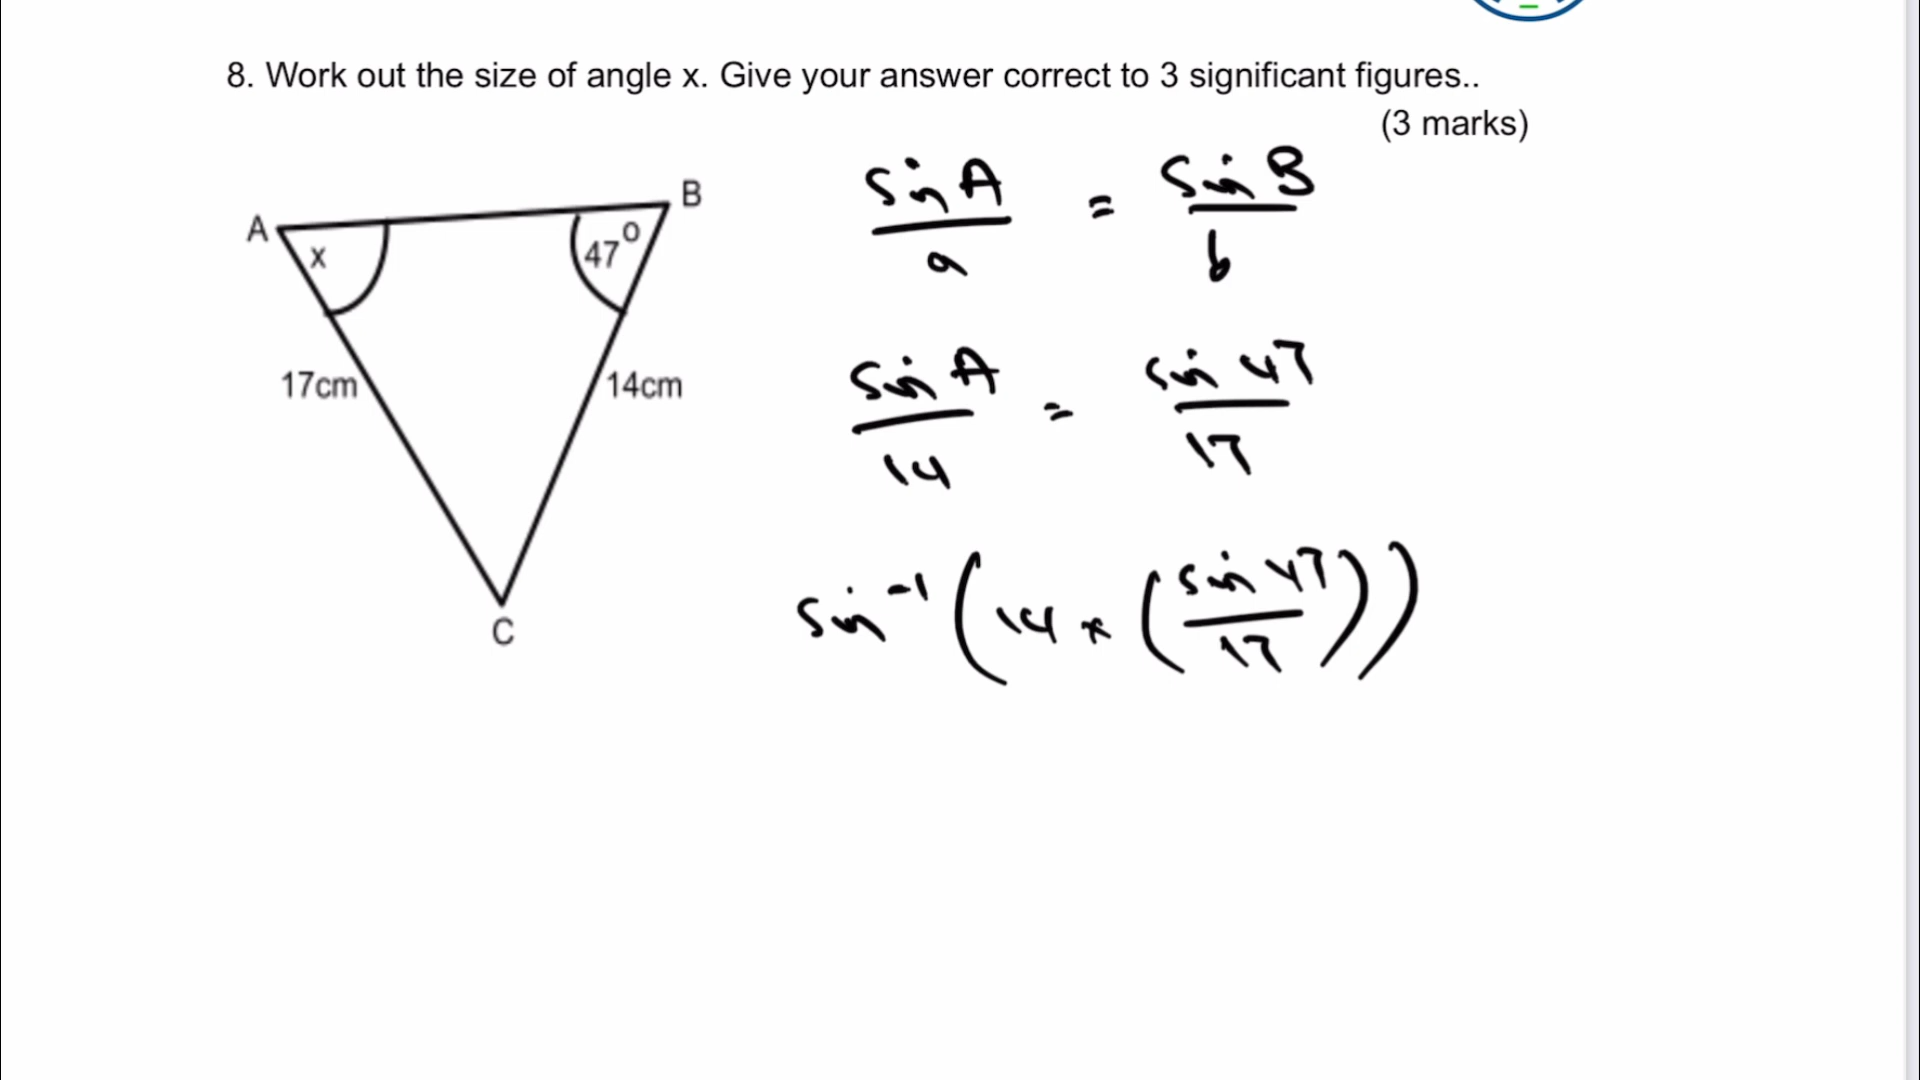 8. Work out the size of angle x. Give your answer correct to 3 significant figures..
(3 marks)
A
B
x
47°
17cm
14cm
C
sin A / a = sin B / b
sin A / 14 = sin 47 / 17
sin⁻¹ (14 × (sin 47 / 17))